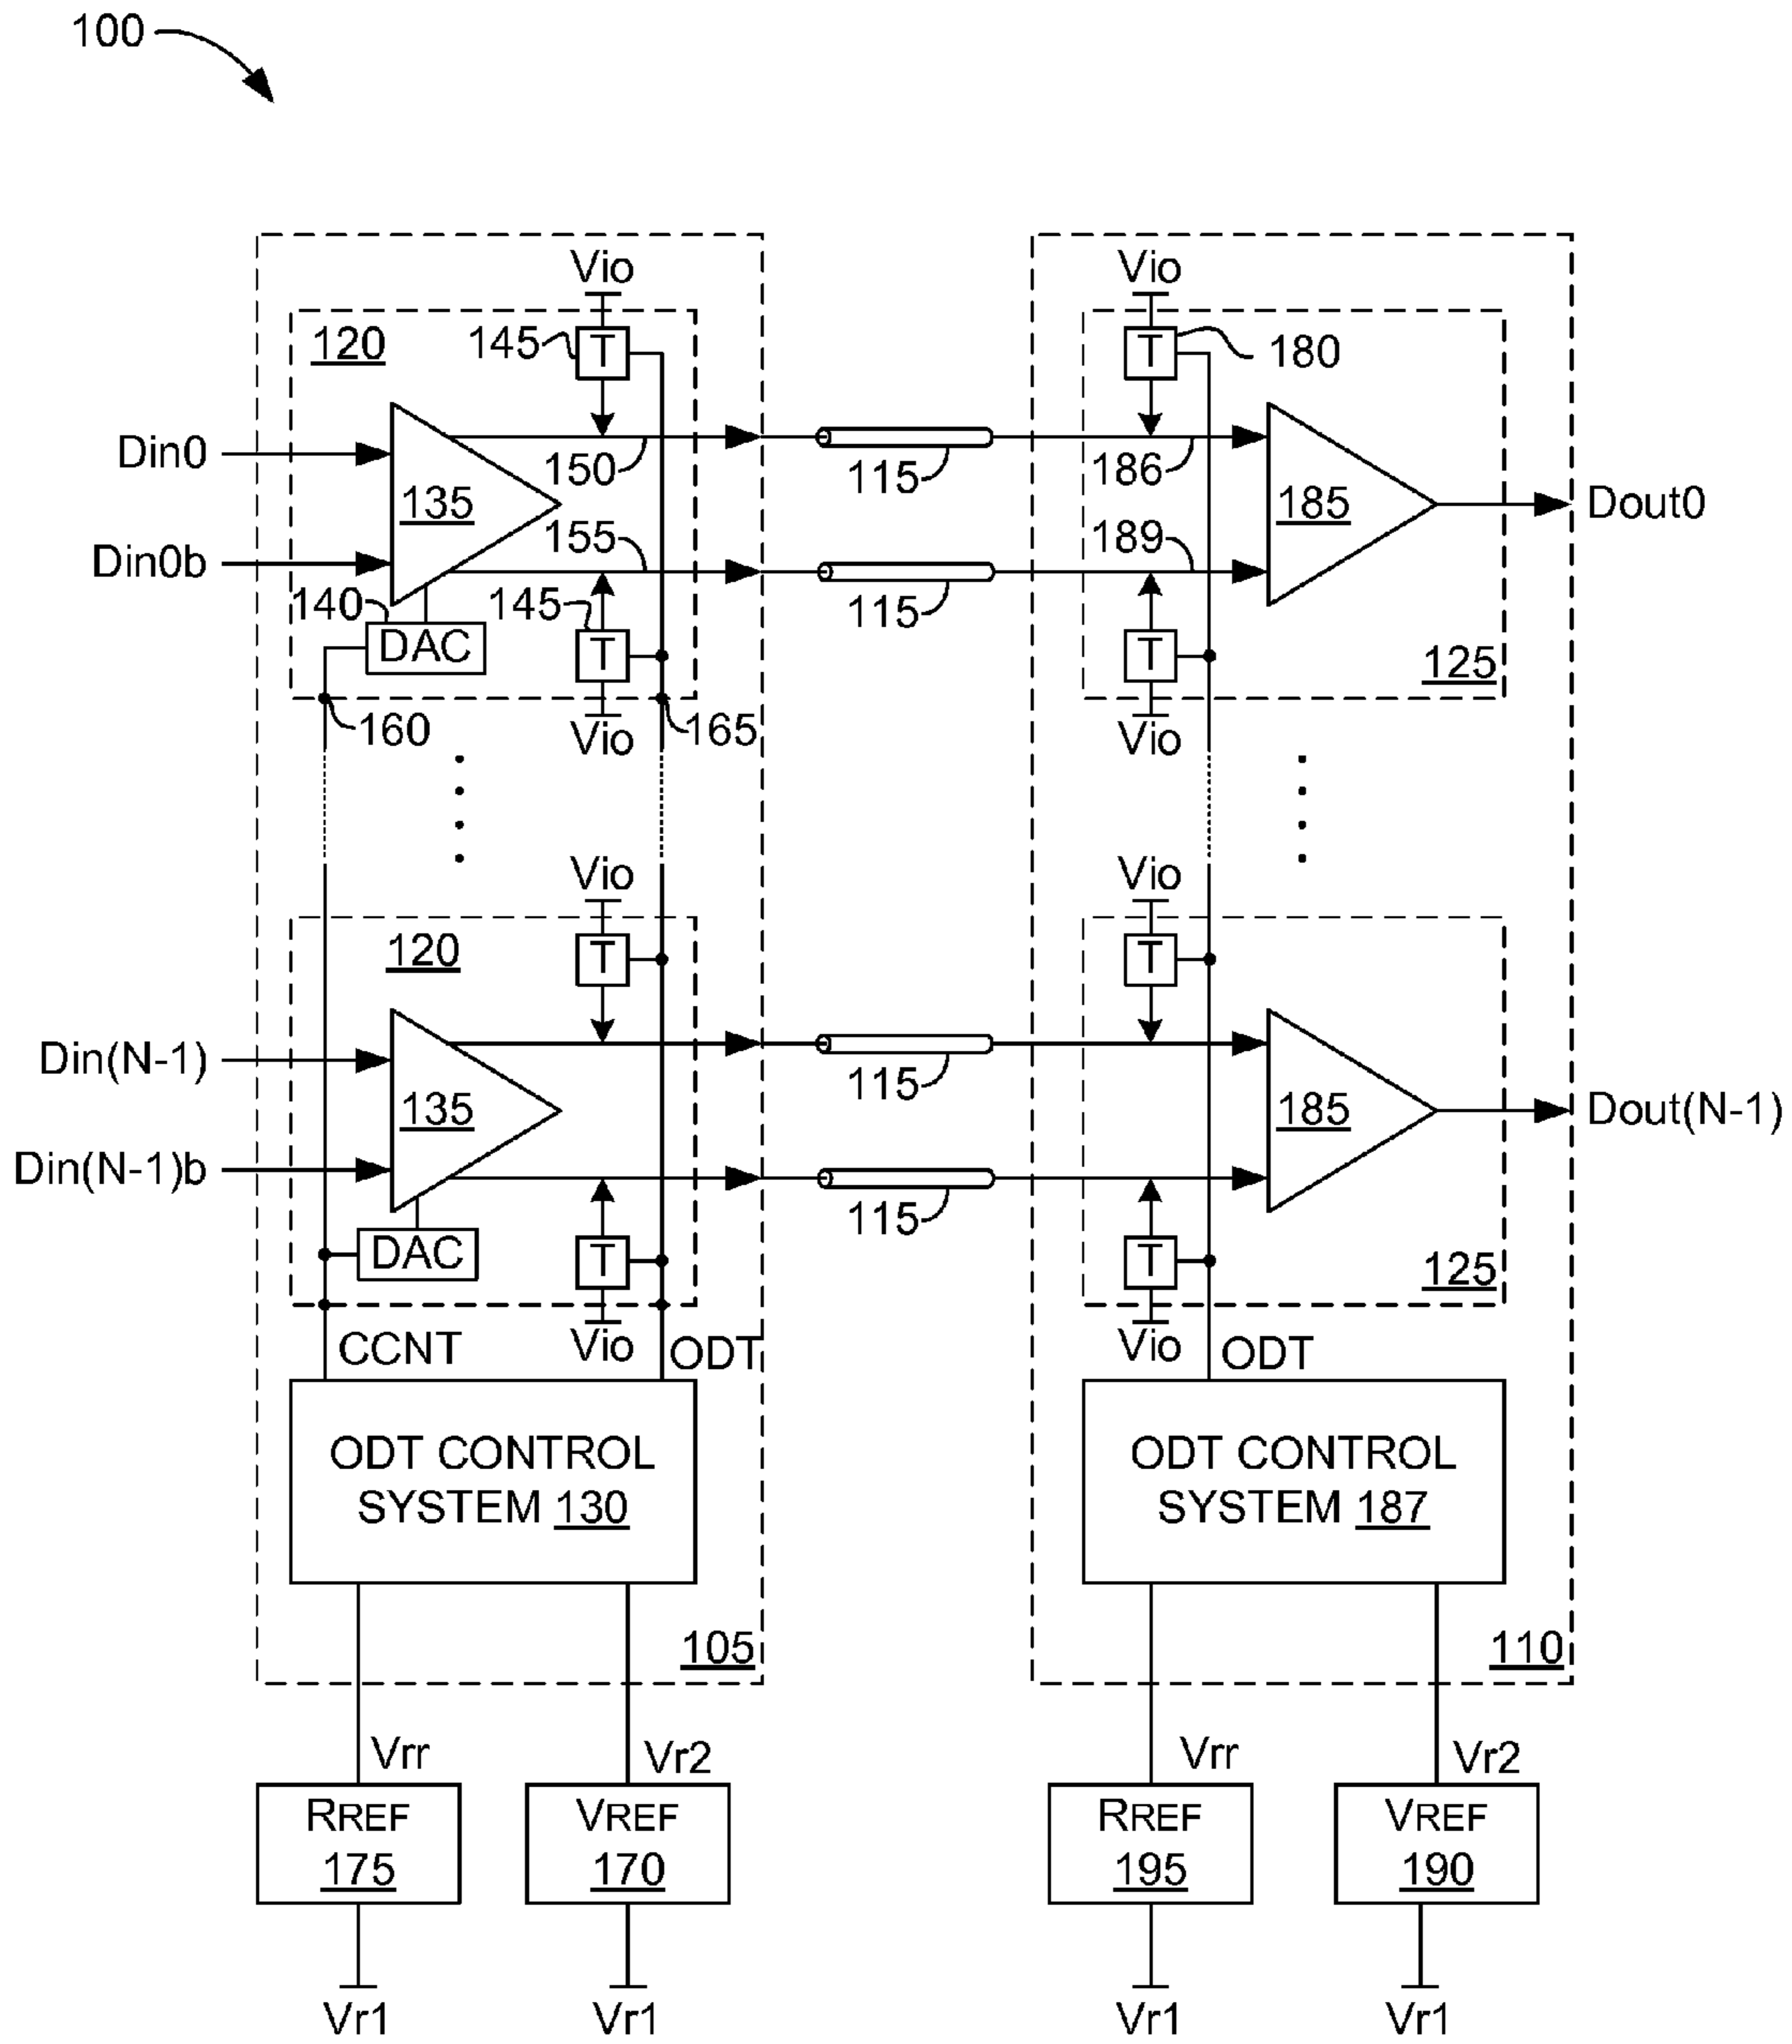 100
Vio
Vio
120
145
T
T
180
Din0
150
115
186
135
185
Dout0
Din0b
155
115
189
140
145
DAC
T
T
125
160
Vio
165
Vio
Vio
Vio
120
T
T
Din(N-1)
115
135
185
Dout(N-1)
Din(N-1)b
115
DAC
T
T
125
CCNT
Vio
ODT
Vio
ODT
ODT CONTROL
SYSTEM 130
ODT CONTROL
SYSTEM 187
105
110
Vrr
Vr2
Vrr
Vr2
RREF
175
VREF
170
RREF
195
VREF
190
Vr1
Vr1
Vr1
Vr1